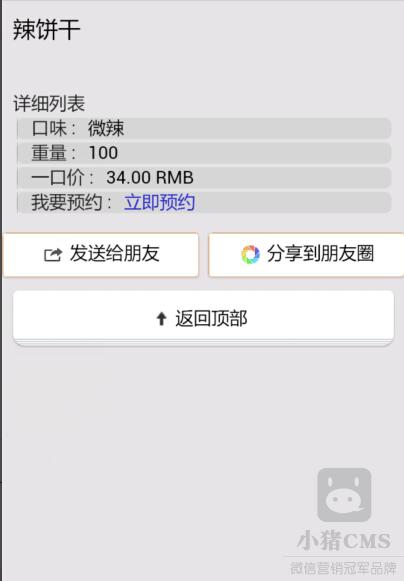 辣饼干
详细列表
口味： 微辣
重量： 100
一口价： 34.00 RMB
我要预约： 立即预约
发送给朋友
分享到朋友圈
返回顶部
小猪CMS
微信营销冠军品牌